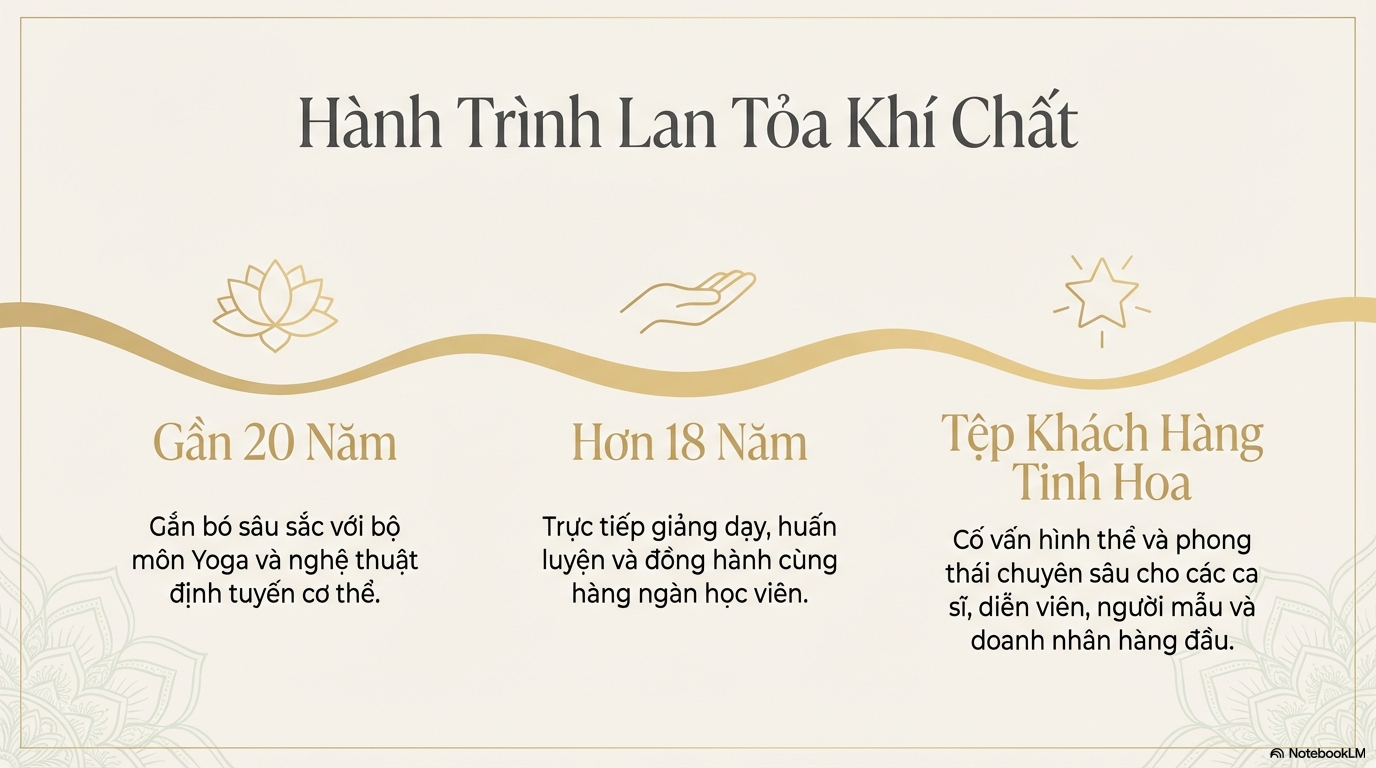 Hành Trình Lan Tỏa Khí Chất
Gần 20 Năm
Gắn bó sâu sắc với bộ
môn Yoga và nghệ thuật
định tuyến cơ thể.
Hơn 18 Năm
Trực tiếp giảng dạy, huấn
luyện và đồng hành cùng
hàng ngàn học viên.
Tệp Khách Hàng
Tinh Hoa
Cố vấn hình thể và phong
thái chuyên sâu cho các ca
sĩ, diễn viên, người mẫu và
doanh nhân hàng đầu.
NotebookLM